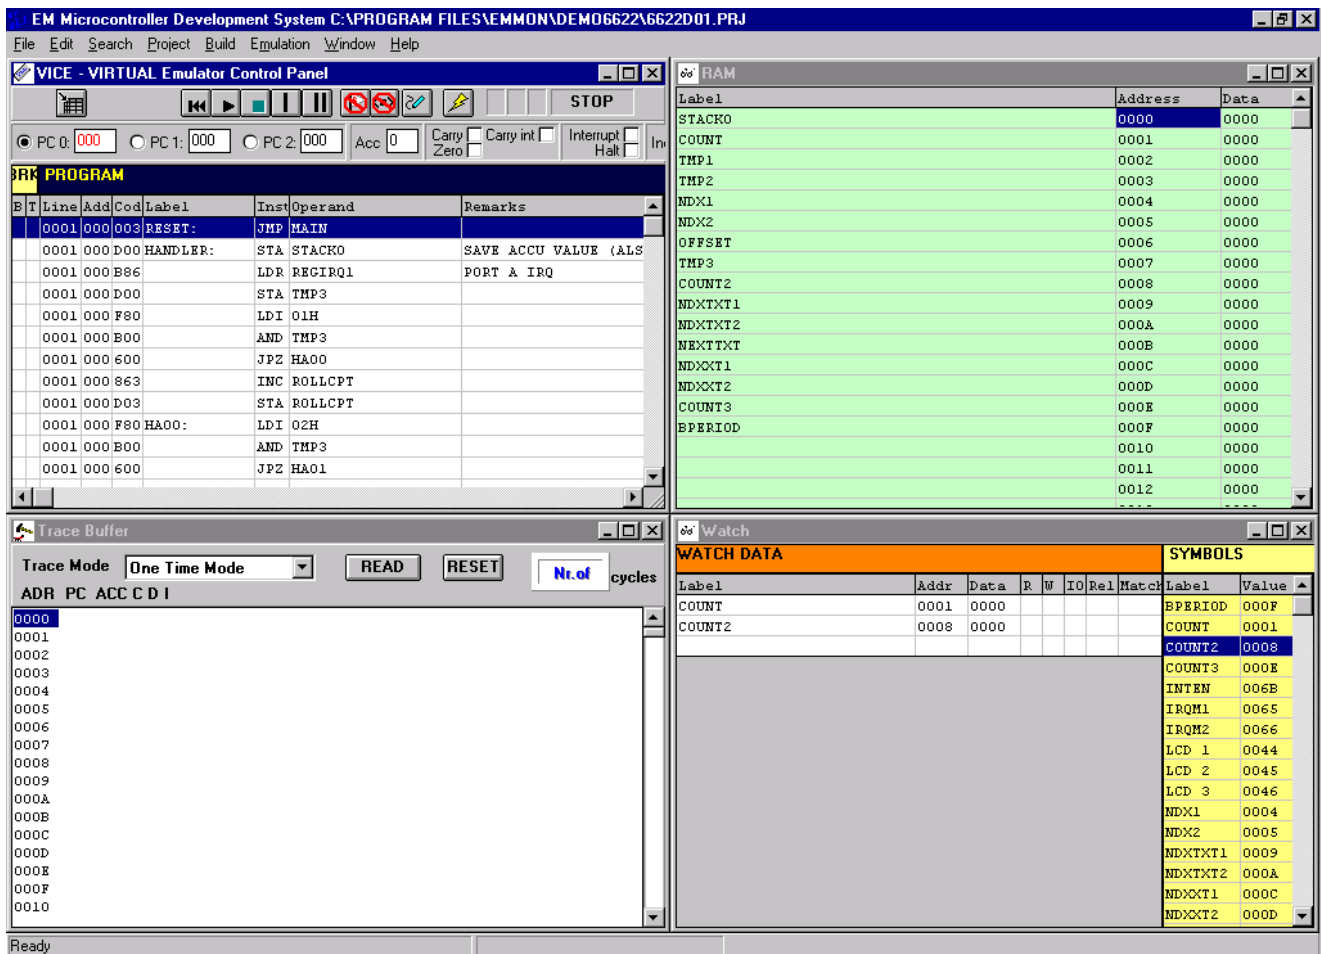 EM Microcontroller Development System C:\PROGRAM FILES\EMMON\DEMO6622\6622D01.PRJ
File Edit Search Project Build Emulation Window Help
VICE - VIRTUAL Emulator Control Panel
STOP
PC 0: 000 PC 1: 000 PC 2: 000 Acc 0 Carry Carry int Interrupt
Zero Halt
BRK PROGRAM
B T Line Add Cod Label Inst Operand Remarks
0001 000 003 RESET: JMP MAIN
0001 000 D00 HANDLER: STA STACK0 SAVE ACCU VALUE (ALS
0001 000 B86 LDR REGIRQ1 PORT A IRQ
0001 000 D00 STA TMP3
0001 000 F80 LDI 01H
0001 000 B00 AND TMP3
0001 000 600 JPZ HA00
0001 000 863 INC ROLLCPT
0001 000 D03 STA ROLLCPT
0001 000 F80 HA00: LDI 02H
0001 000 B00 AND TMP3
0001 000 600 JPZ HA01
RAM
Label Address Data
STACK0 0000 0000
COUNT 0001 0000
TMP1 0002 0000
TMP2 0003 0000
NDX1 0004 0000
NDX2 0005 0000
OFFSET 0006 0000
TMP3 0007 0000
COUNT2 0008 0000
NDXTXT1 0009 0000
NDXTXT2 000A 0000
NEXTTXT 000B 0000
NDXXT1 000C 0000
NDXXT2 000D 0000
COUNT3 000E 0000
BPERIOD 000F 0000
0010 0000
0011 0000
0012 0000
Trace Buffer
Trace Mode One Time Mode READ RESET Nr.of cycles
ADR PC ACC C D I
0000
0001
0002
0003
0004
0005
0006
0007
0008
0009
000A
000B
000C
000D
000E
000F
0010
Watch
WATCH DATA
Label Addr Data R W IO Rel Match
COUNT 0001 0000
COUNT2 0008 0000
SYMBOLS
Label Value
BPERIOD 000F
COUNT 0001
COUNT2 0008
COUNT3 000E
INTEN 006B
IRQM1 0065
IRQM2 0066
LCD 1 0044
LCD 2 0045
LCD 3 0046
NDX1 0004
NDX2 0005
NDXTXT1 0009
NDXTXT2 000A
NDXXT1 000C
NDXXT2 000D
Ready